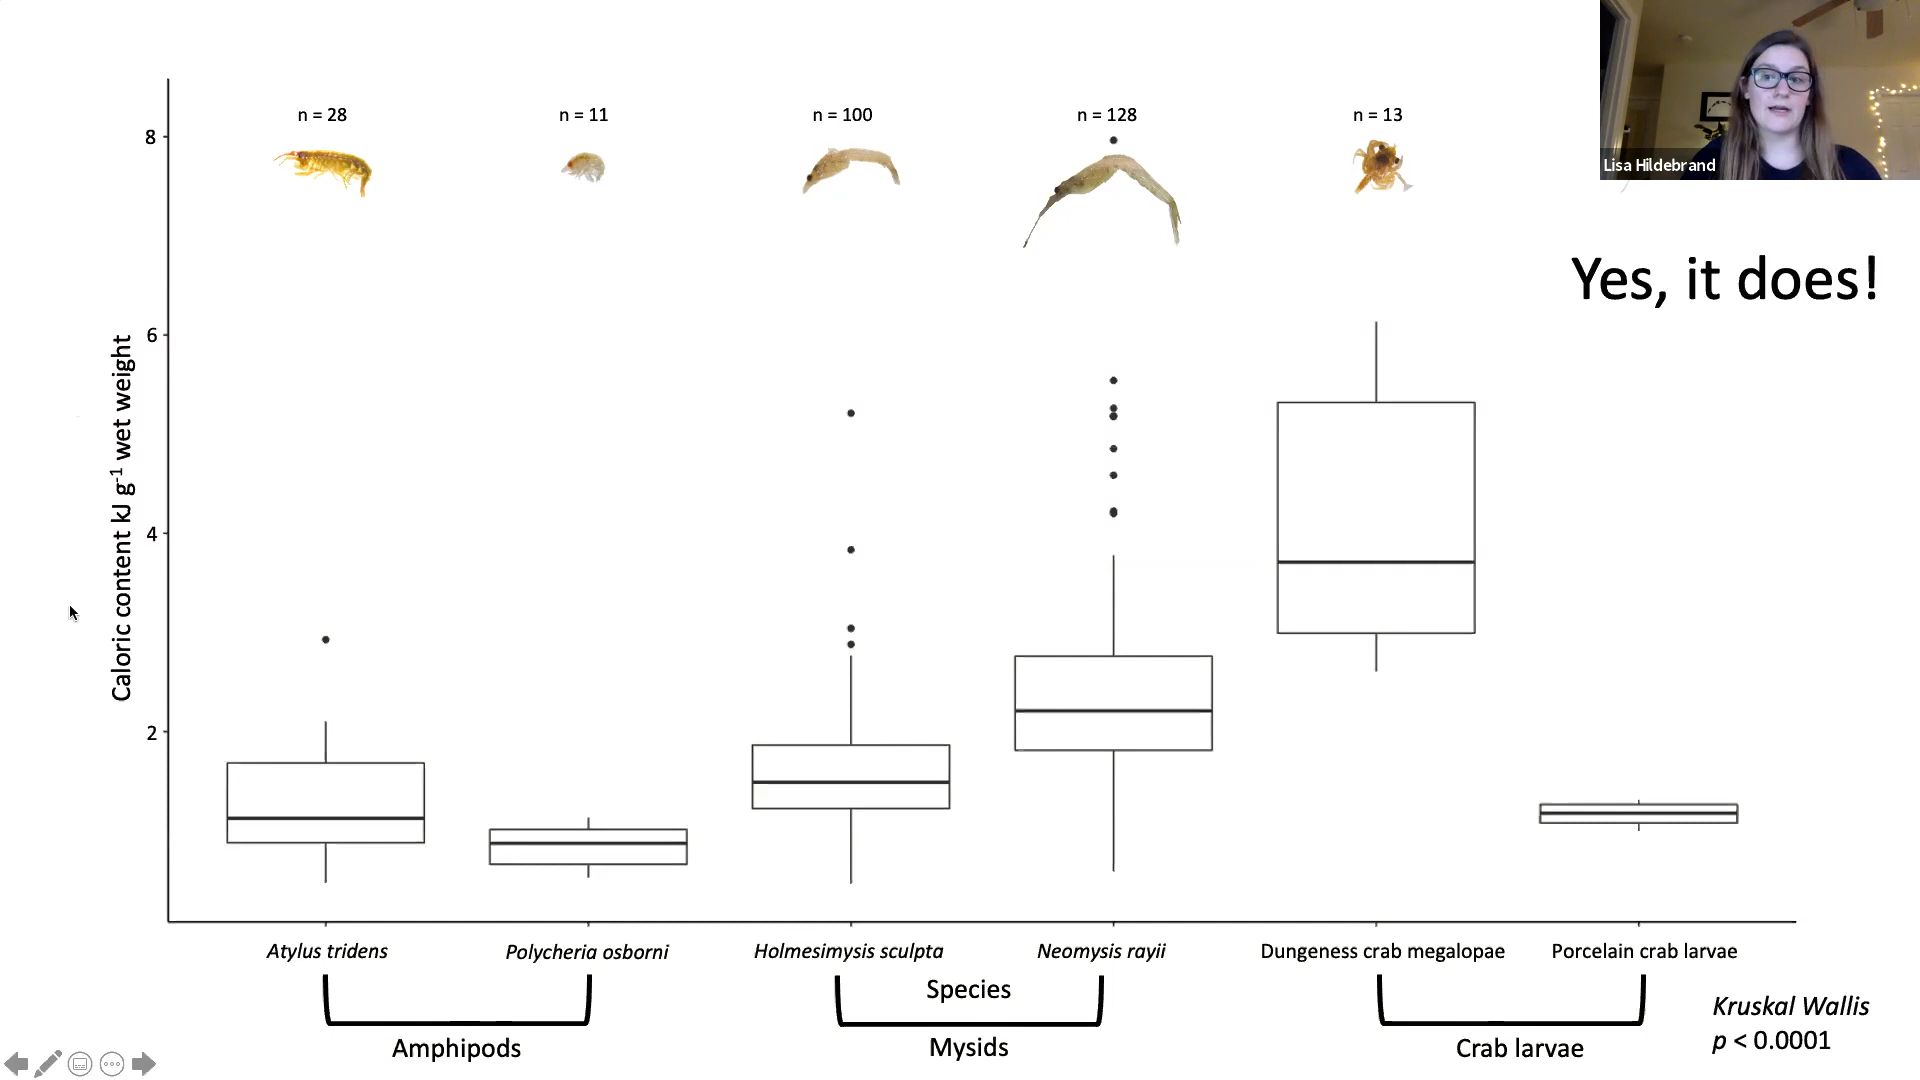 Lisa Hildebrand
n = 28
n = 11
n = 100
n = 128
n = 13
Yes, it does!
8
6
4
2
Caloric content kJ g⁻¹ wet weight
Atylus tridens
Polycheria osborni
Holmesimysis sculpta
Neomysis rayii
Dungeness crab megalopae
Porcelain crab larvae
Species
Amphipods
Mysids
Crab larvae
Kruskal Wallis
p < 0.0001